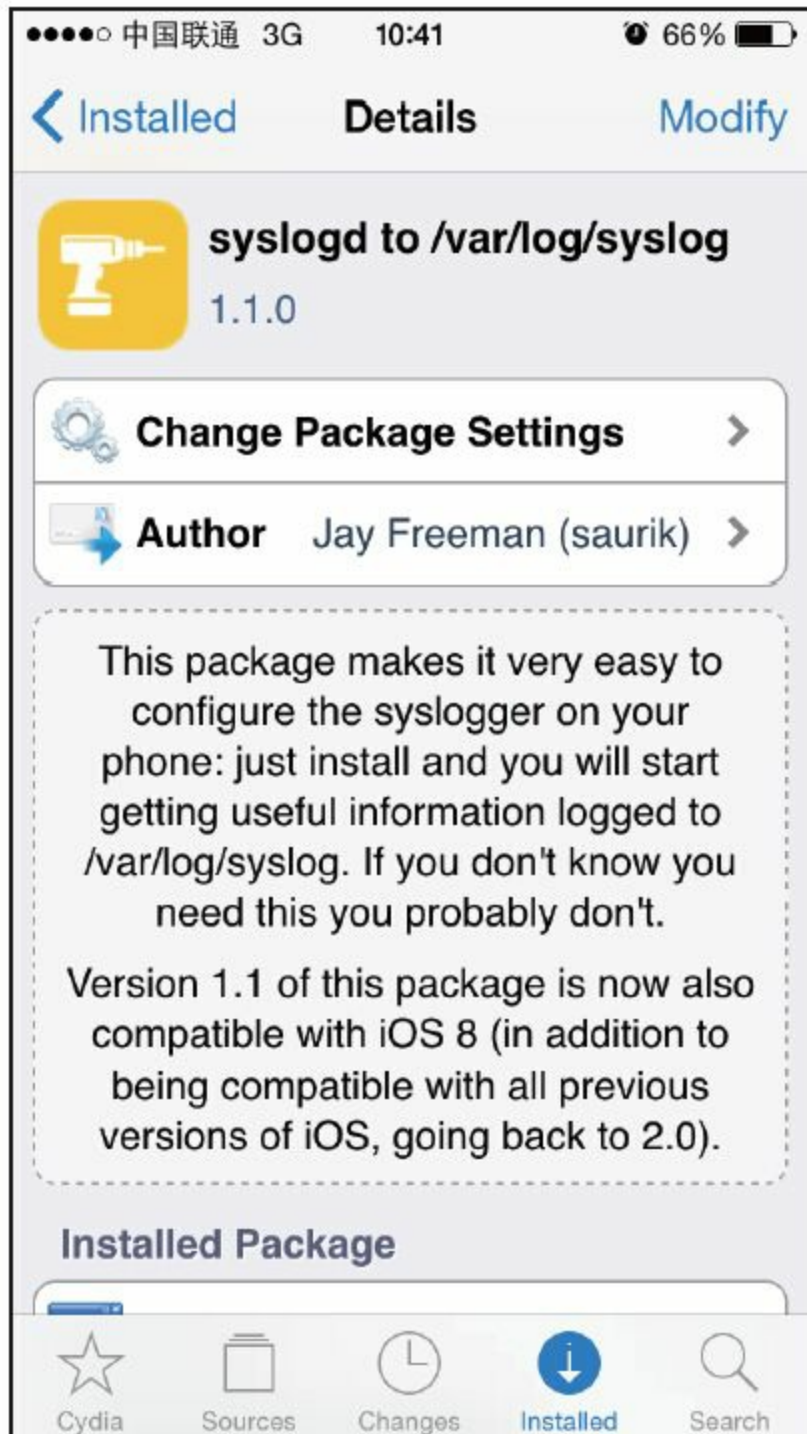 中国联通 3G 10:41 66%
Installed Details Modify
syslogd to /var/log/syslog
1.1.0
Change Package Settings
Author Jay Freeman (saurik)
This package makes it very easy to
configure the syslogger on your
phone: just install and you will start
getting useful information logged to
/var/log/syslog. If you don't know you
need this you probably don't.
Version 1.1 of this package is now also
compatible with iOS 8 (in addition to
being compatible with all previous
versions of iOS, going back to 2.0).
Installed Package
Cydia Sources Changes Installed Search